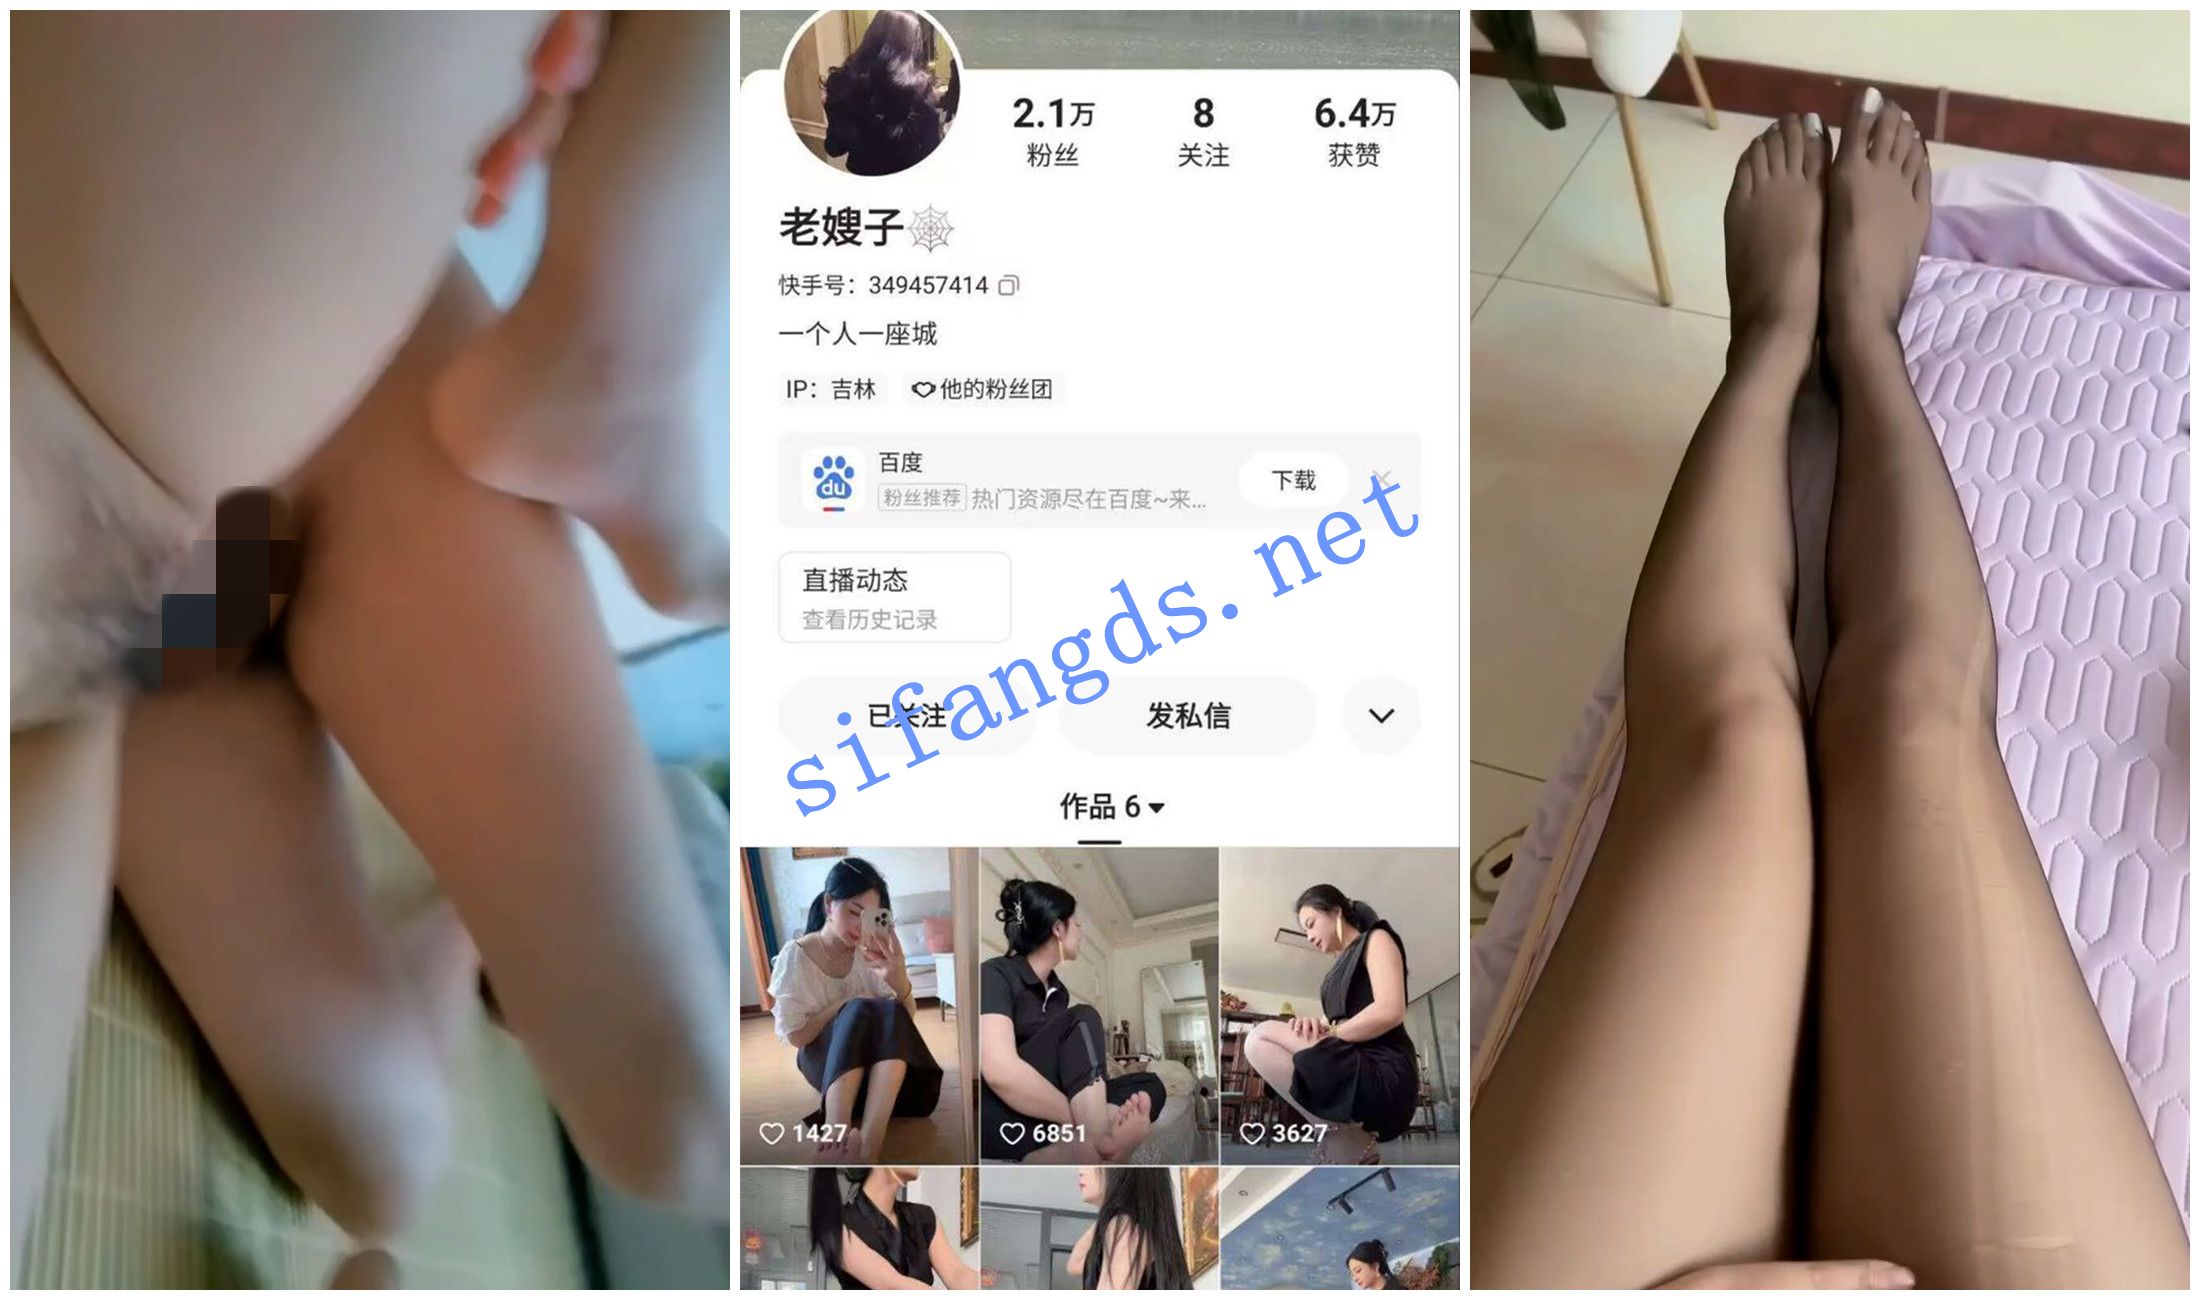 2.1万
粉丝
8
关注
6.4万
获赞
老嫂子
快手号：349457414
一个人一座城
IP：吉林
他的粉丝团
百度
粉丝推荐 热门资源尽在百度~来...
下载
直播动态
查看历史记录
已关注
发私信
作品 6
1427
6851
3627
sifangds.net